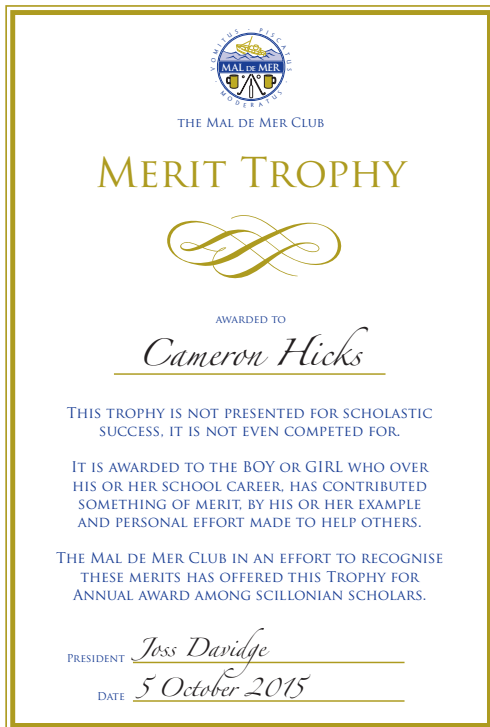 VOMITUS · PISCATUS
MAL DE MER
MODERATUS
THE MAL DE MER CLUB
MERIT TROPHY
AWARDED TO
Cameron Hicks
THIS TROPHY IS NOT PRESENTED FOR SCHOLASTIC
SUCCESS, IT IS NOT EVEN COMPETED FOR.
IT IS AWARDED TO THE BOY OR GIRL WHO OVER
HIS OR HER SCHOOL CAREER, HAS CONTRIBUTED
SOMETHING OF MERIT, BY HIS OR HER EXAMPLE
AND PERSONAL EFFORT MADE TO HELP OTHERS.
THE MAL DE MER CLUB IN AN EFFORT TO RECOGNISE
THESE MERITS HAS OFFERED THIS TROPHY FOR
ANNUAL AWARD AMONG SCILLONIAN SCHOLARS.
PRESIDENT Joss Davidge
DATE 5 October 2015